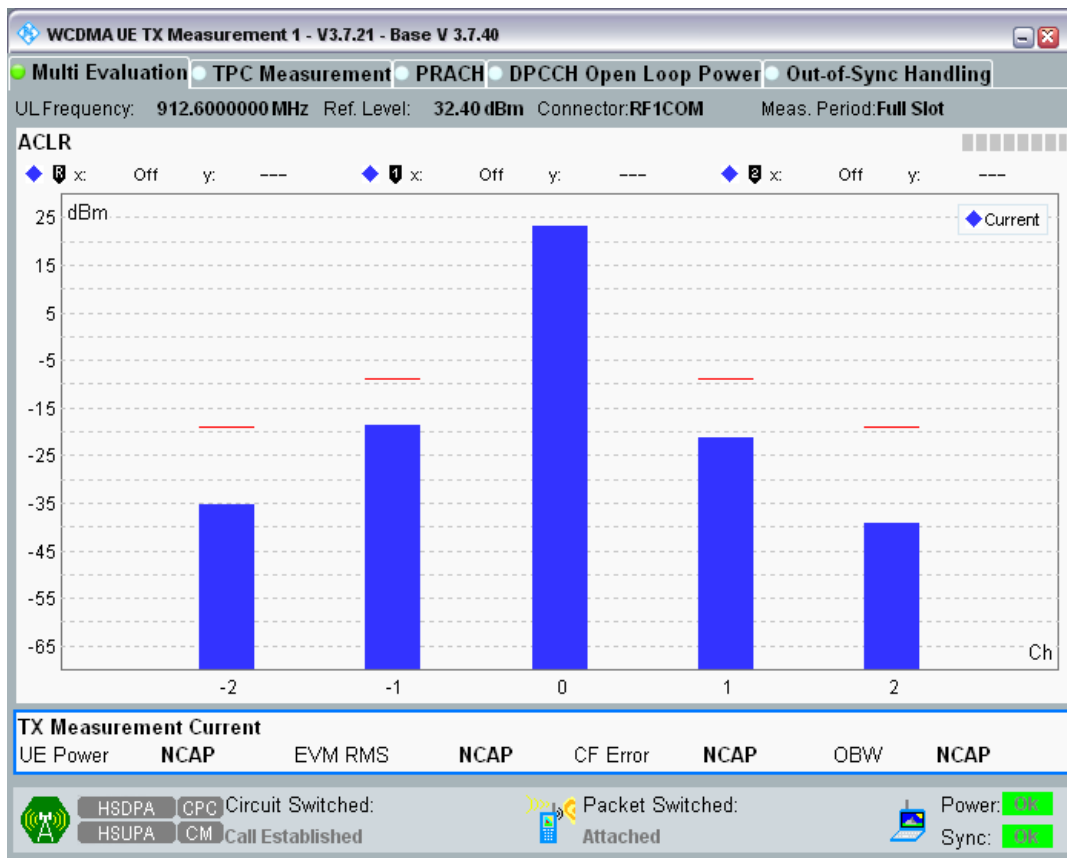 WCDMA UE TX Measurement 1 - V3.7.21 - Base V 3.7.40
Multi Evaluation TPC Measurement PRACH DPCCH Open Loop Power Out-of-Sync Handling
UL Frequency: 912.6000000 MHz Ref. Level: 32.40 dBm Connector: RF1COM Meas. Period: Full Slot
ACLR
R x: Off y: --- 1 x: Off y: --- 2 x: Off y: ---
dBm
Current
25
15
5
-5
-15
-25
-35
-45
-55
-65
Ch
-2 -1 0 1 2
TX Measurement Current
UE Power NCAP EVM RMS NCAP CF Error NCAP OBW NCAP
HSDPA CPC Circuit Switched: Packet Switched: Power: Ok
HSUPA CM Call Established Attached Sync: Ok